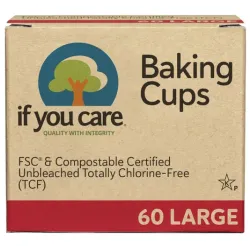 Baking
Cups
if you care®
QUALITY WITH INTEGRITY
FSC® & Compostable Certified
Unbleached Totally Chlorine-Free
(TCF)
K P
60 LARGE